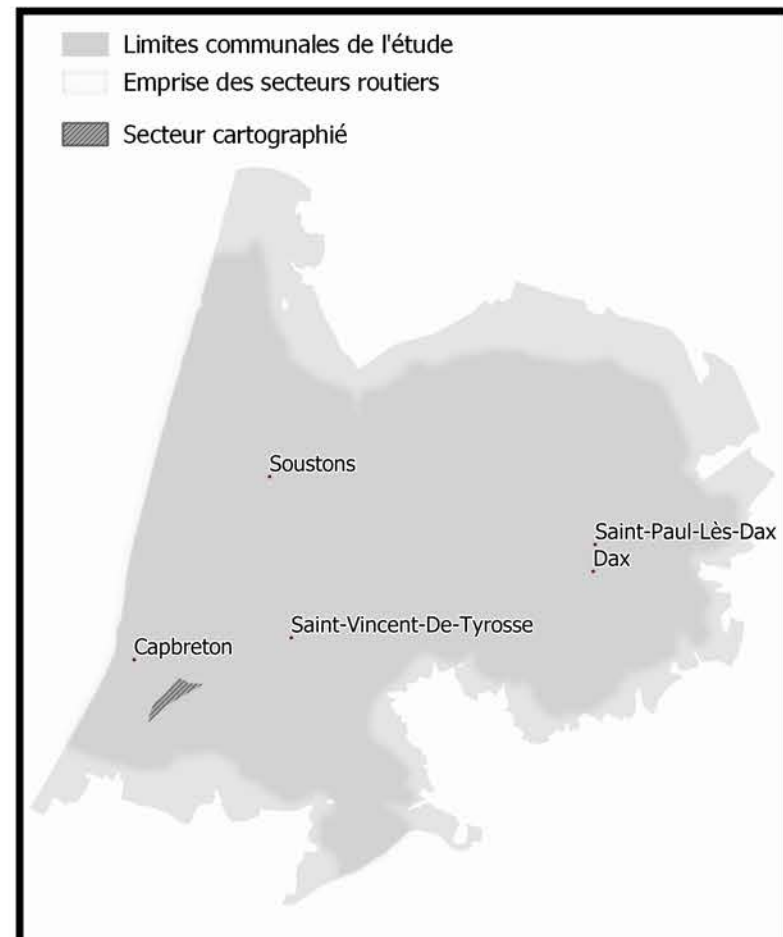 Limites communales de l'étude
Emprise des secteurs routiers
Secteur cartographié
Soustons
Saint-Paul-Lès-Dax
Dax
Saint-Vincent-De-Tyrosse
Capbreton